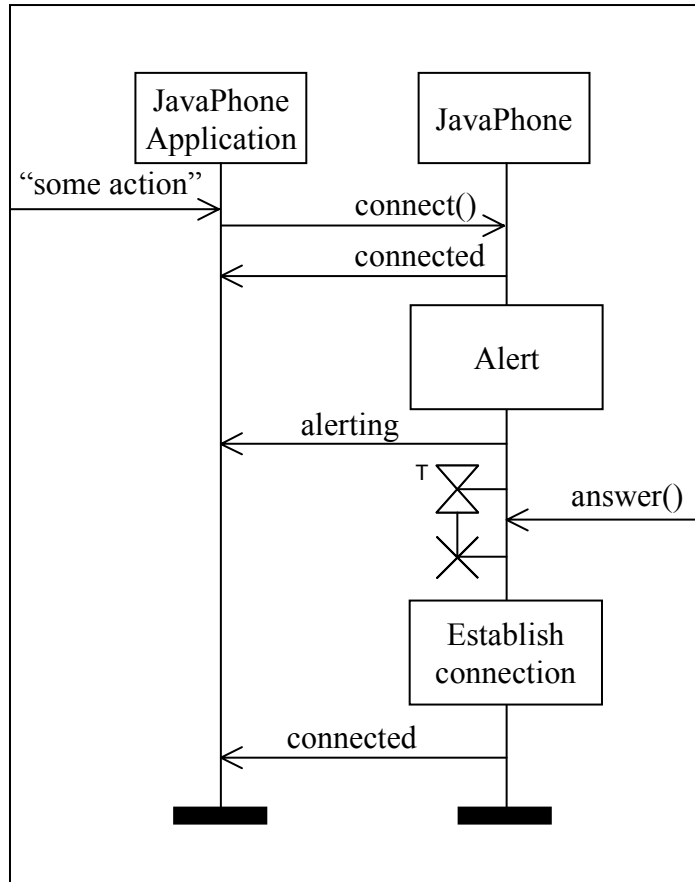 JavaPhone
Application
JavaPhone
“some action”
connect()
connected
Alert
alerting
T
answer()
Establish
connection
connected